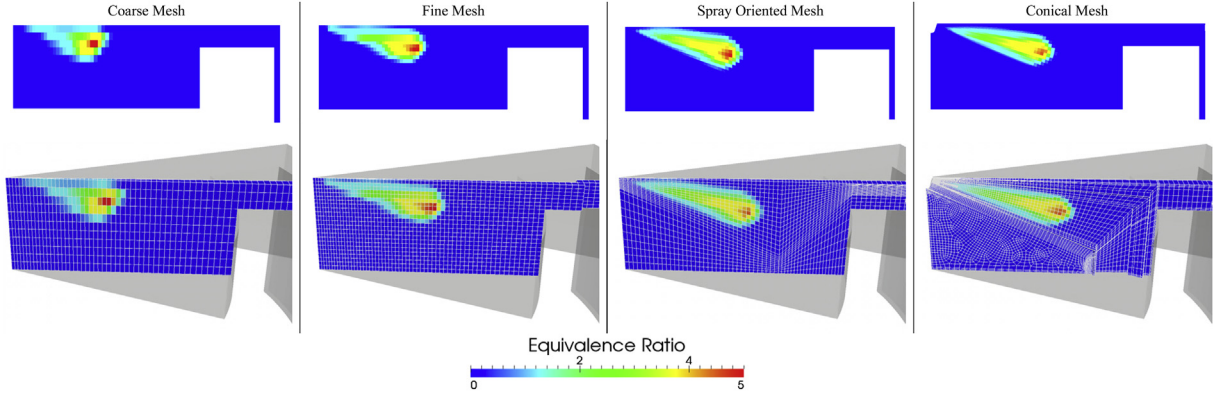 Coarse Mesh
Fine Mesh
Spray Oriented Mesh
Conical Mesh
Equivalence Ratio
0 2 4 5